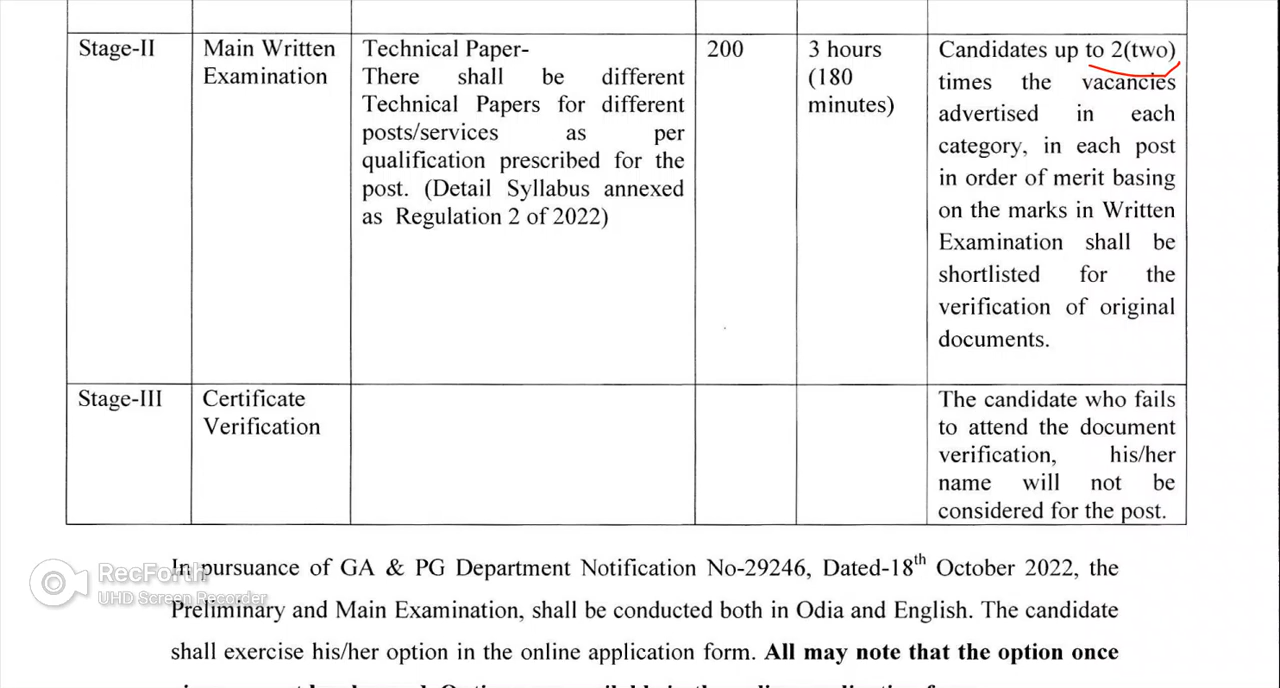 Stage-II
Main Written
Examination
Technical Paper-
There shall be different
Technical Papers for different
posts/services as per
qualification prescribed for the
post. (Detail Syllabus annexed
as Regulation 2 of 2022)
200
3 hours
(180
minutes)
Candidates up to 2(two)
times the vacancies
advertised in each
category, in each post
in order of merit basing
on the marks in Written
Examination shall be
shortlisted for the
verification of original
documents.
Stage-III
Certificate
Verification
The candidate who fails
to attend the document
verification, his/her
name will not be
considered for the post.
In pursuance of GA & PG Department Notification No-29246, Dated-18th October 2022, the
Preliminary and Main Examination, shall be conducted both in Odia and English. The candidate
shall exercise his/her option in the online application form. All may note that the option once
RecForth
UHD Screen Recorder